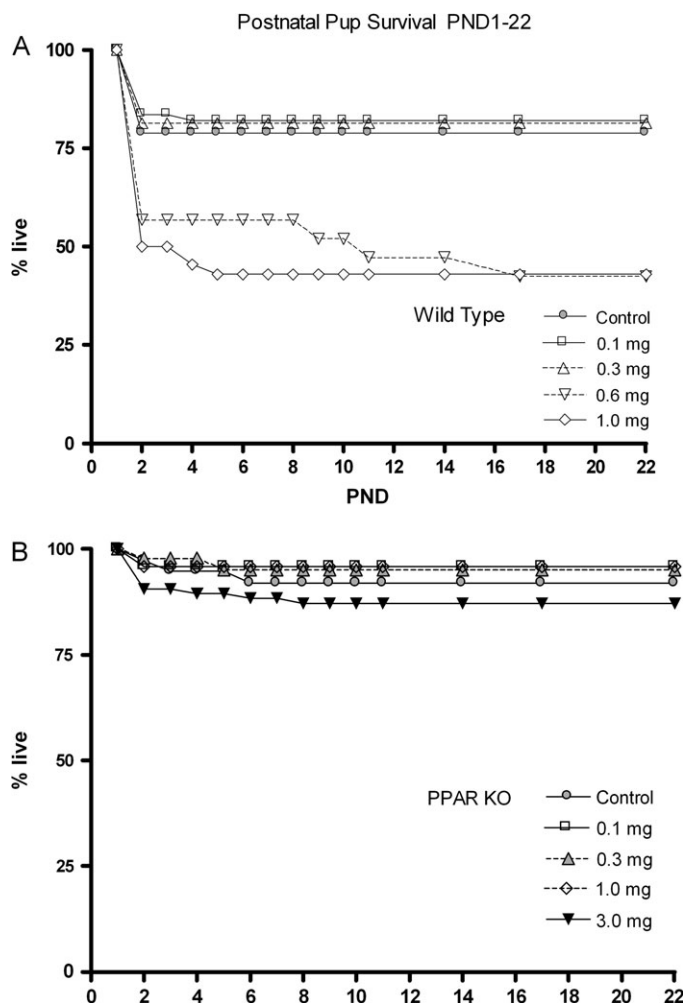 Postnatal Pup Survival PND1-22
A
100
75
50
25
0
% live
Wild Type
Control
0.1 mg
0.3 mg
0.6 mg
1.0 mg
0 2 4 6 8 10 12 14 16 18 20 22
PND
B
100
75
50
25
0
% live
PPAR KO
Control
0.1 mg
0.3 mg
1.0 mg
3.0 mg
0 2 4 6 8 10 12 14 16 18 20 22